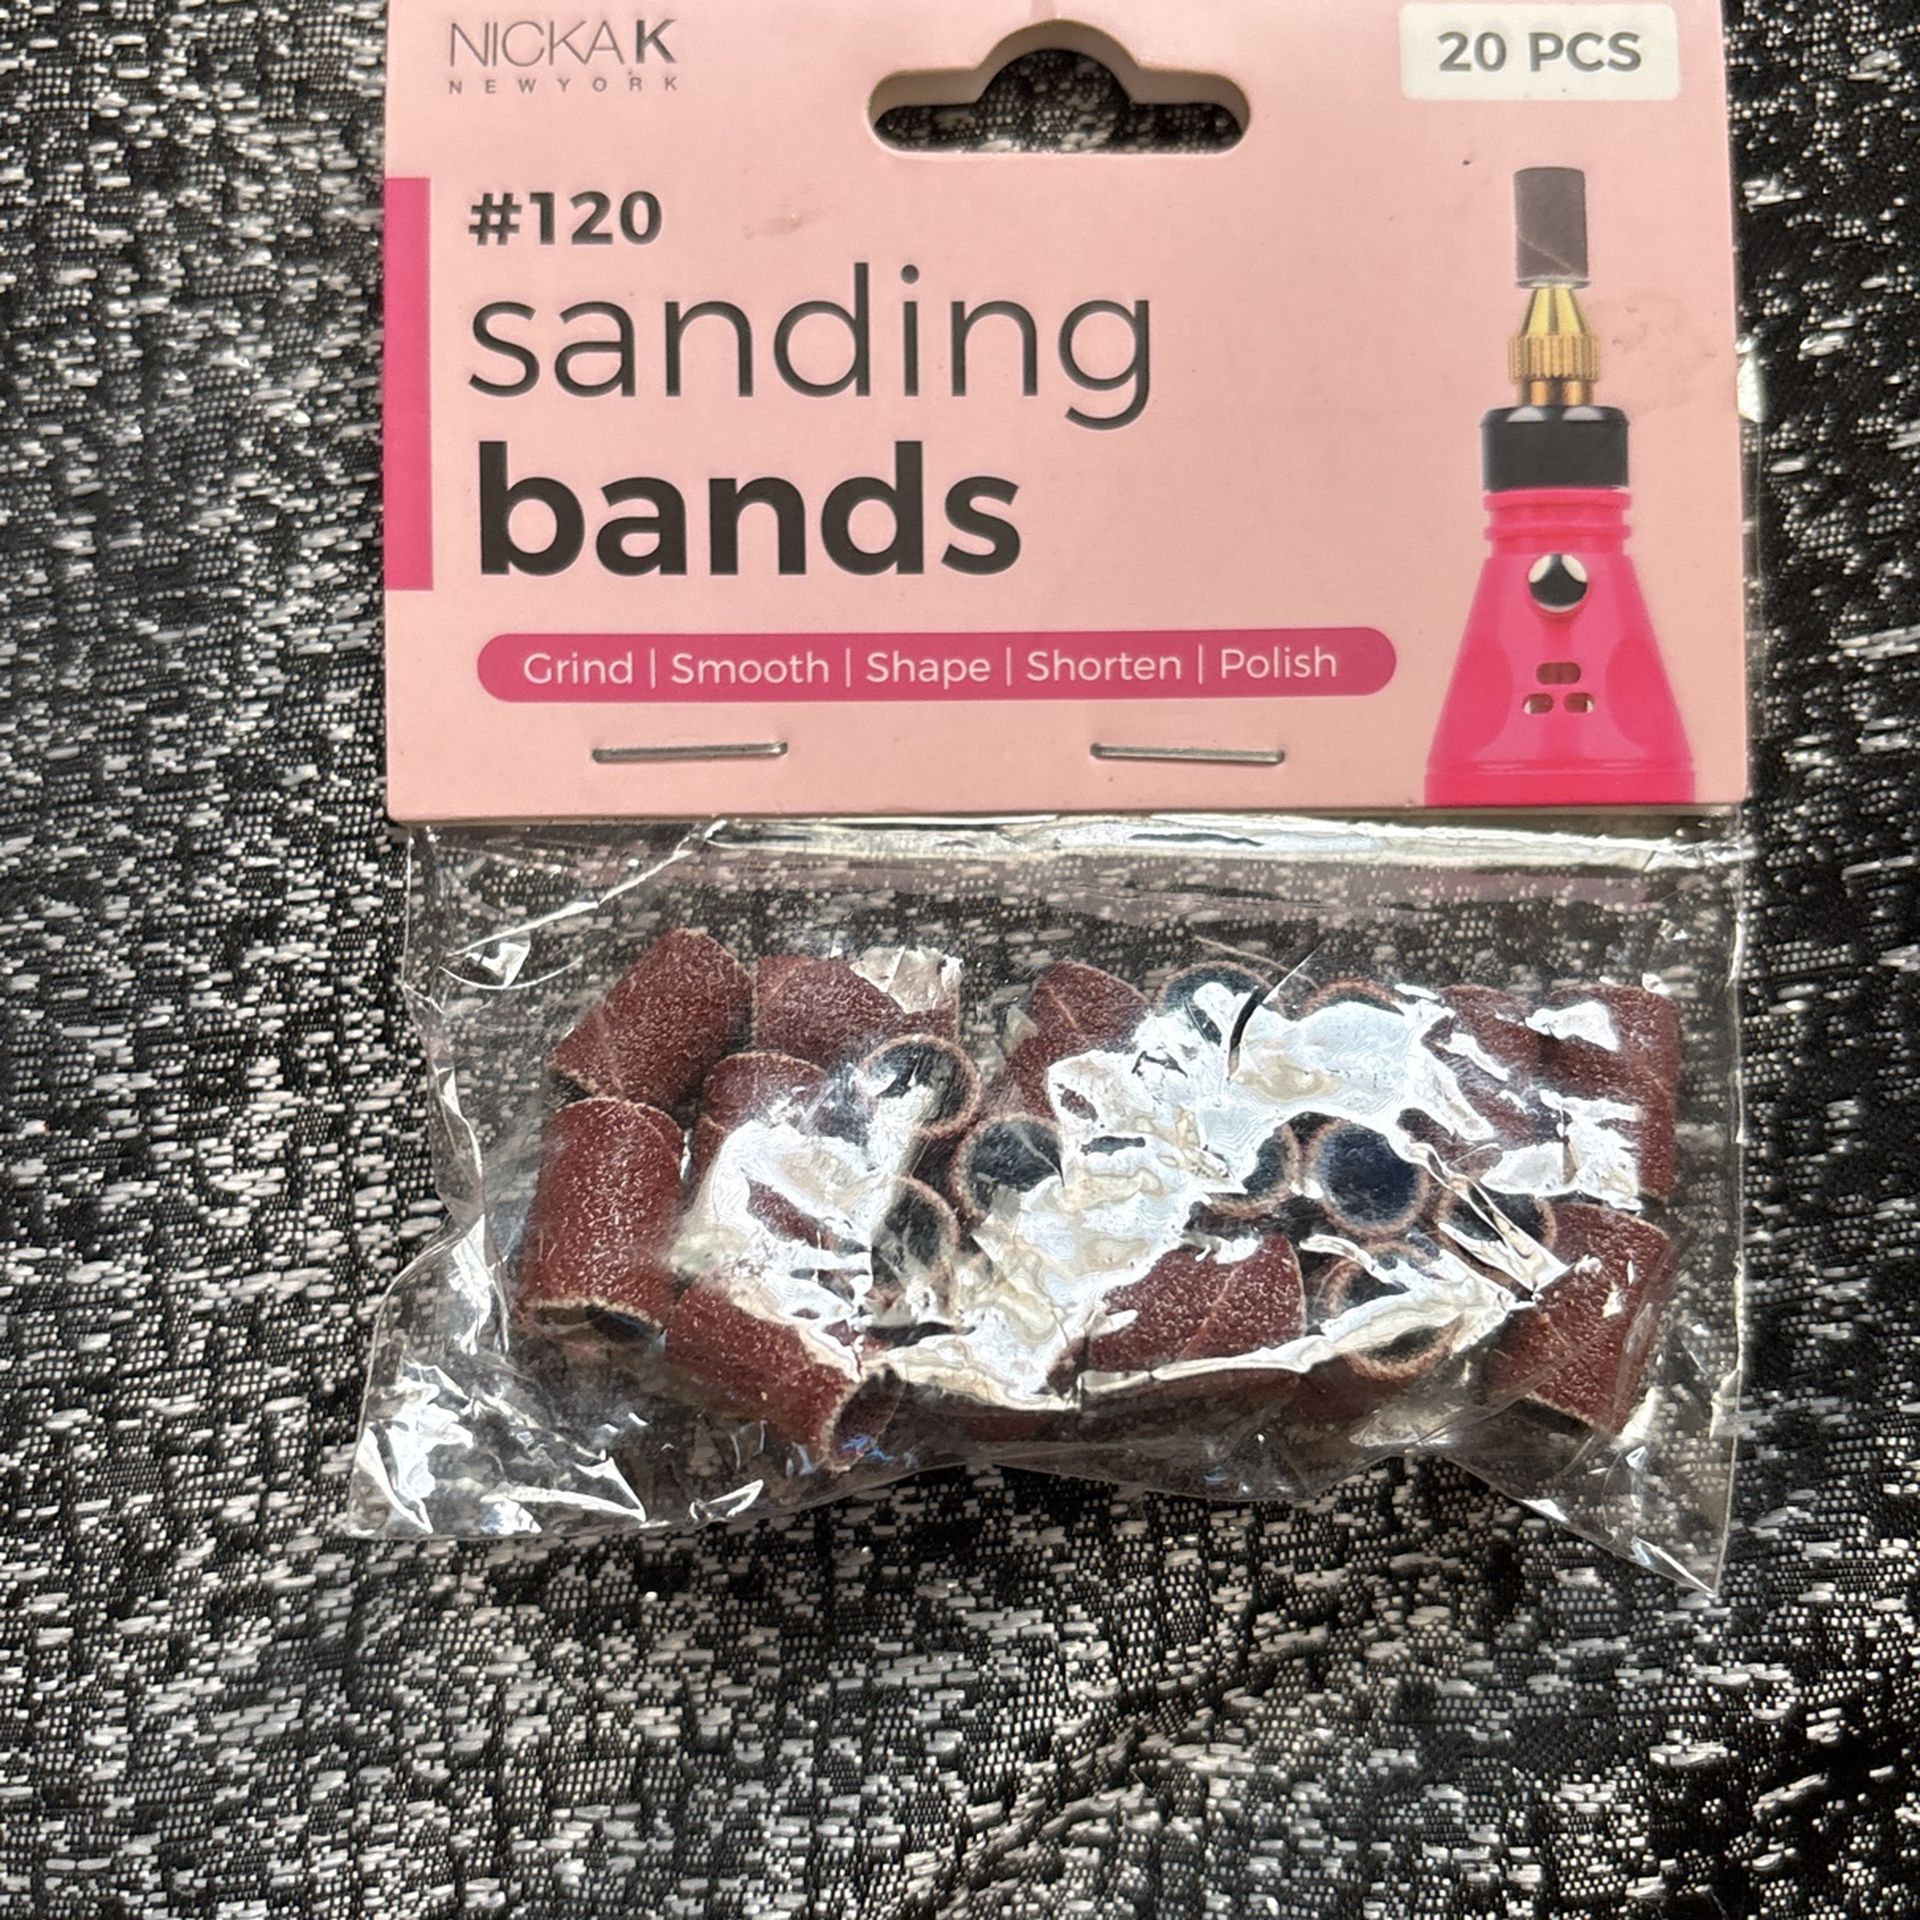 NICKA K
NEW YORK
20 PCS
#120
sanding
bands
Grind | Smooth | Shape | Shorten | Polish